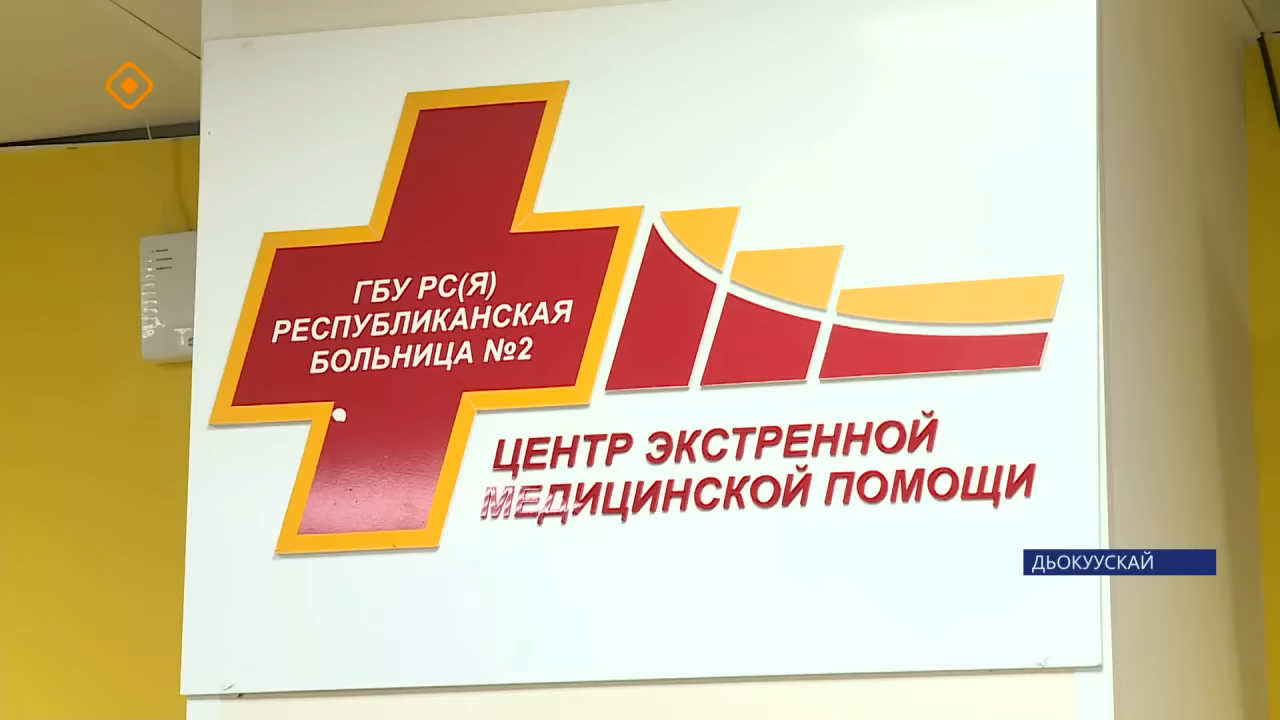 ГБУ РС(Я)
РЕСПУБЛИКАНСКАЯ
БОЛЬНИЦА №2
ЦЕНТР ЭКСТРЕННОЙ
МЕДИЦИНСКОЙ ПОМОЩИ
ДЬОКУУСКАЙ